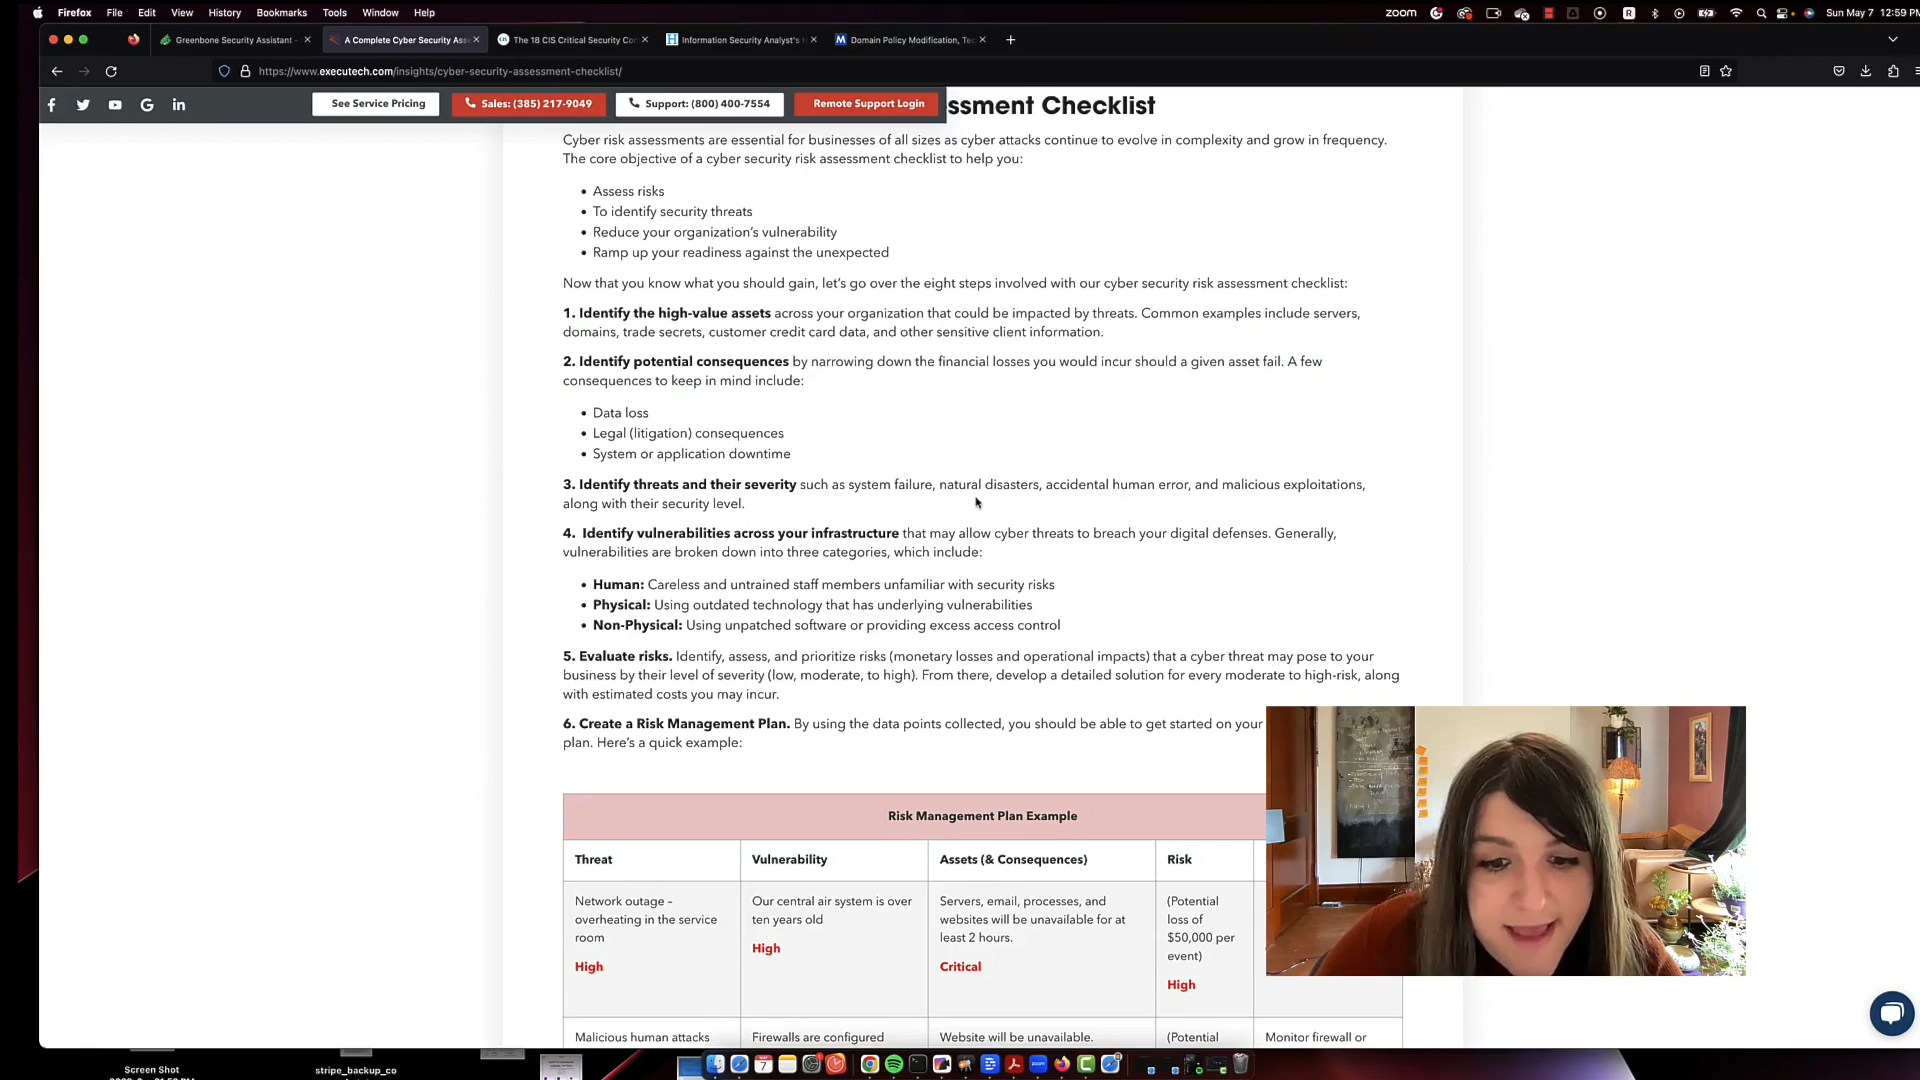 Firefox File Edit View History Bookmarks Tools Window Help zoom Sun May 7 12:59 P
Greenbone Security Assistant - A Complete Cyber Security Asse The 18 CIS Critical Security Con Information Security Analyst's Domain Policy Modification, Tec
https://www.executech.com/insights/cyber-security-assessment-checklist/
See Service Pricing Sales: (385) 217-9049 Support: (800) 400-7554 Remote Support Login
ssment Checklist
Cyber risk assessments are essential for businesses of all sizes as cyber attacks continue to evolve in complexity and grow in frequency.
The core objective of a cyber security risk assessment checklist to help you:
• Assess risks
• To identify security threats
• Reduce your organization's vulnerability
• Ramp up your readiness against the unexpected
Now that you know what you should gain, let's go over the eight steps involved with our cyber security risk assessment checklist:
1. Identify the high-value assets across your organization that could be impacted by threats. Common examples include servers,
domains, trade secrets, customer credit card data, and other sensitive client information.
2. Identify potential consequences by narrowing down the financial losses you would incur should a given asset fail. A few
consequences to keep in mind include:
• Data loss
• Legal (litigation) consequences
• System or application downtime
3. Identify threats and their severity such as system failure, natural disasters, accidental human error, and malicious exploitations,
along with their security level.
4. Identify vulnerabilities across your infrastructure that may allow cyber threats to breach your digital defenses. Generally,
vulnerabilities are broken down into three categories, which include:
• Human: Careless and untrained staff members unfamiliar with security risks
• Physical: Using outdated technology that has underlying vulnerabilities
• Non-Physical: Using unpatched software or providing excess access control
5. Evaluate risks. Identify, assess, and prioritize risks (monetary losses and operational impacts) that a cyber threat may pose to your
business by their level of severity (low, moderate, to high). From there, develop a detailed solution for every moderate to high-risk, along
with estimated costs you may incur.
6. Create a Risk Management Plan. By using the data points collected, you should be able to get started on your
plan. Here's a quick example:
Risk Management Plan Example
Threat Vulnerability Assets (& Consequences) Risk
Network outage –
overheating in the service
room
High
Our central air system is over
ten years old
High
Servers, email, processes, and
websites will be unavailable for at
least 2 hours.
Critical
(Potential
loss of
$50,000 per
event)
High
Malicious human attacks Firewalls are configured Website will be unavailable. (Potential Monitor firewall or
Screen Shot
stripe_backup_co